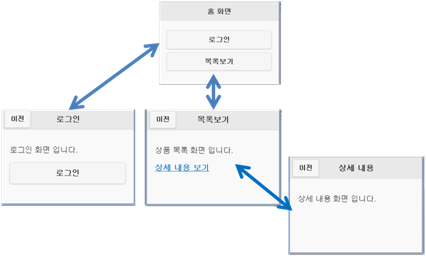 홈 화면
로그인
목록보기
이전 로그인
로그인 화면 입니다.
로그인
이전 목록보기
상품 목록 화면 입니다.
상세 내용 보기
이전 상세 내용
상세 내용 화면 입니다.